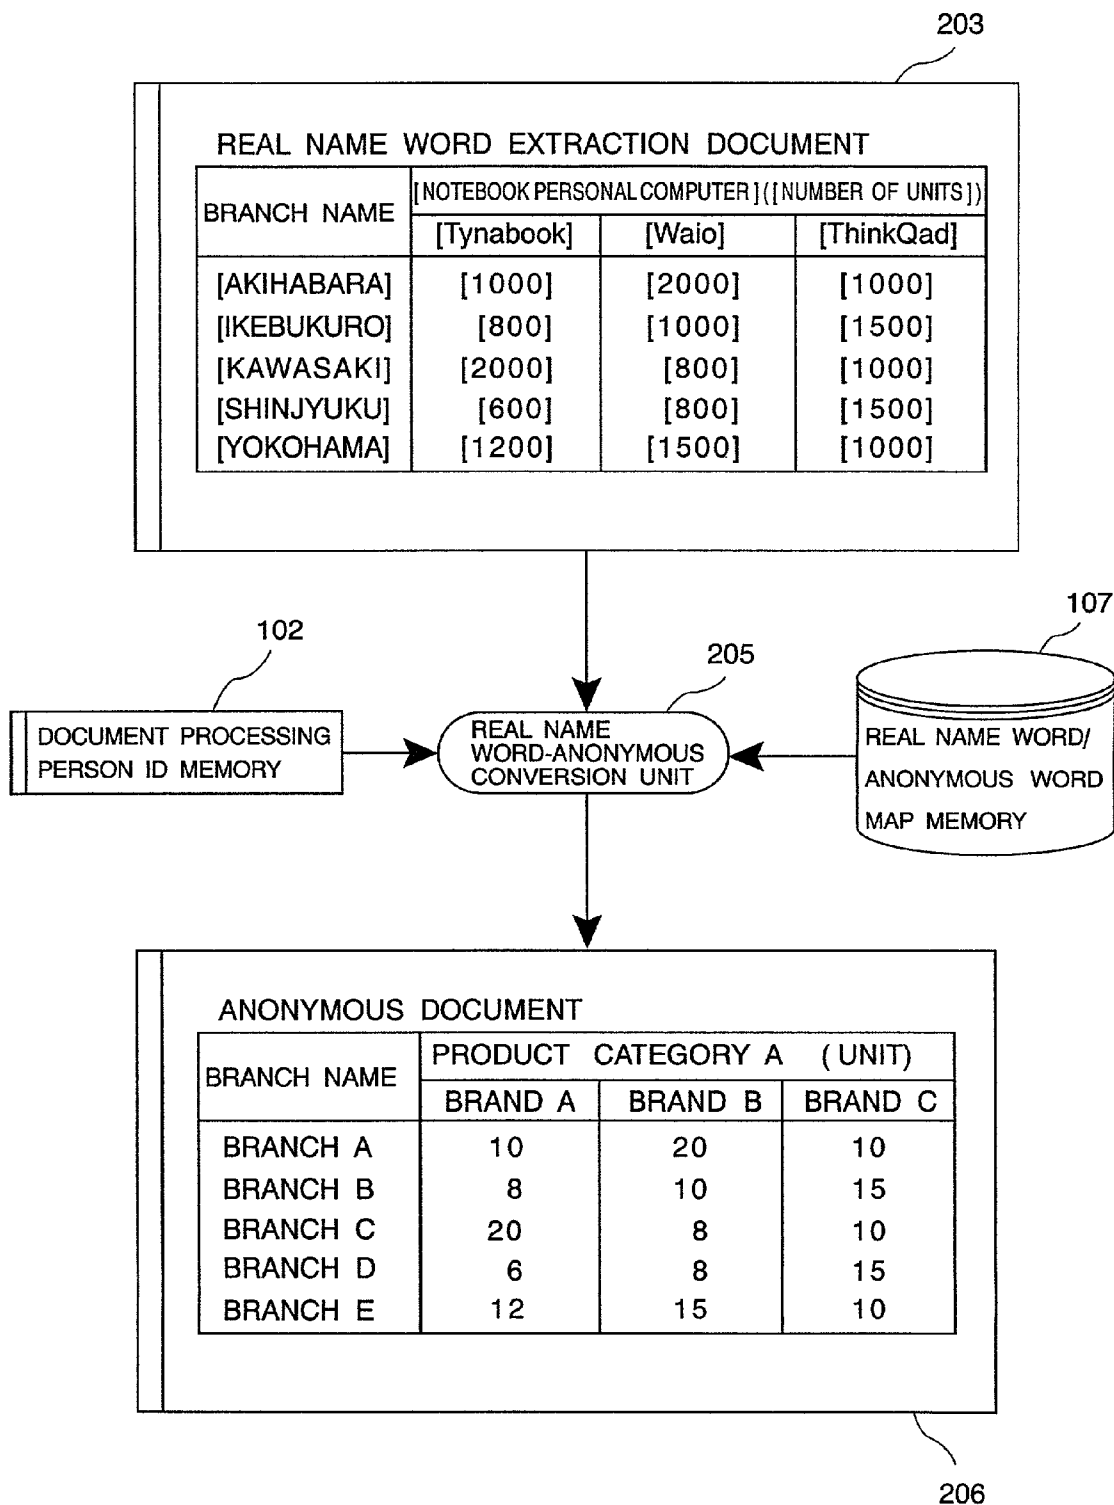 203
REAL NAME WORD EXTRACTION DOCUMENT
BRANCH NAME [NOTEBOOK PERSONAL COMPUTER] ([NUMBER OF UNITS])
[Tynabook] [Waio] [ThinkQad]
[AKIHABARA] [1000] [2000] [1000]
[IKEBUKURO] [800] [1000] [1500]
[KAWASAKI] [2000] [800] [1000]
[SHINJYUKU] [600] [800] [1500]
[YOKOHAMA] [1200] [1500] [1000]
102
205
107
DOCUMENT PROCESSING
PERSON ID MEMORY
REAL NAME
WORD-ANONYMOUS
CONVERSION UNIT
REAL NAME WORD/
ANONYMOUS WORD
MAP MEMORY
ANONYMOUS DOCUMENT
BRANCH NAME PRODUCT CATEGORY A (UNIT)
BRAND A BRAND B BRAND C
BRANCH A 10 20 10
BRANCH B 8 10 15
BRANCH C 20 8 10
BRANCH D 6 8 15
BRANCH E 12 15 10
206